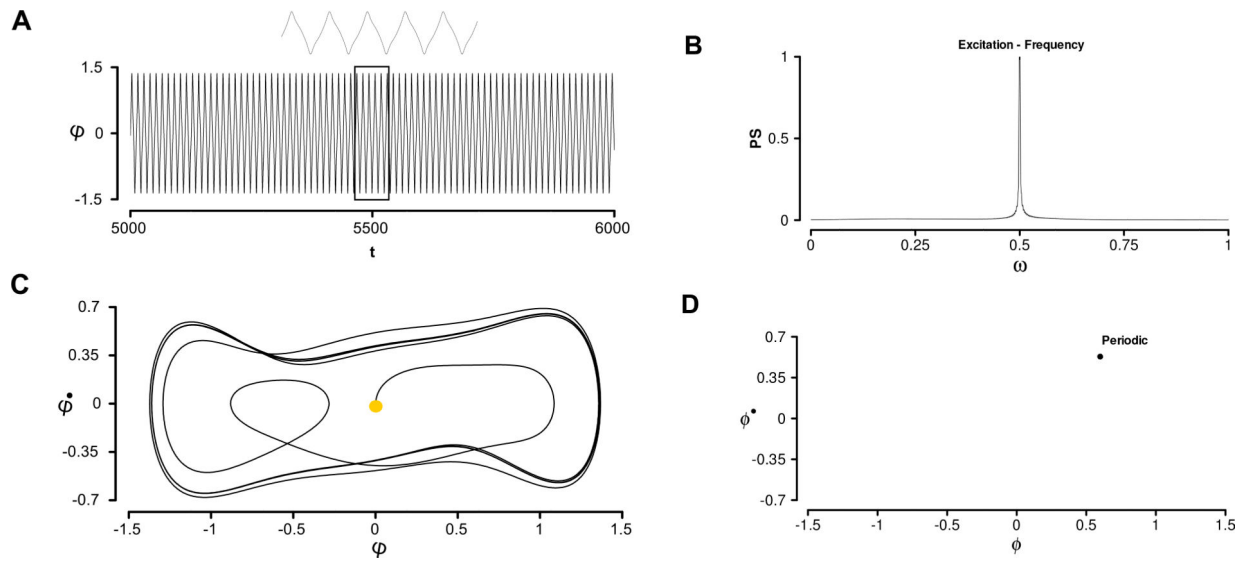 A
1.5
φ 0
-1.5
5000 5500 6000
t
B
Excitation - Frequency
1
PS 0.5
0
0 0.25 0.5 0.75 1
ω
C
0.7
0.35
φ• 0
-0.35
-0.7
-1.5 -1 -0.5 0 0.5 1 1.5
φ
D
Periodic
0.7
0.35
ϕ• 0
-0.35
-0.7
-1.5 -1 -0.5 0 0.5 1 1.5
ϕ